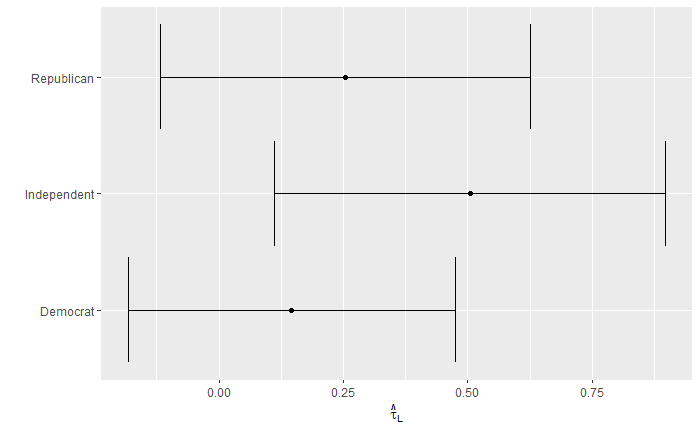 Republican
Independent
Democrat
0.00 0.25 0.50 0.75
τ̂L